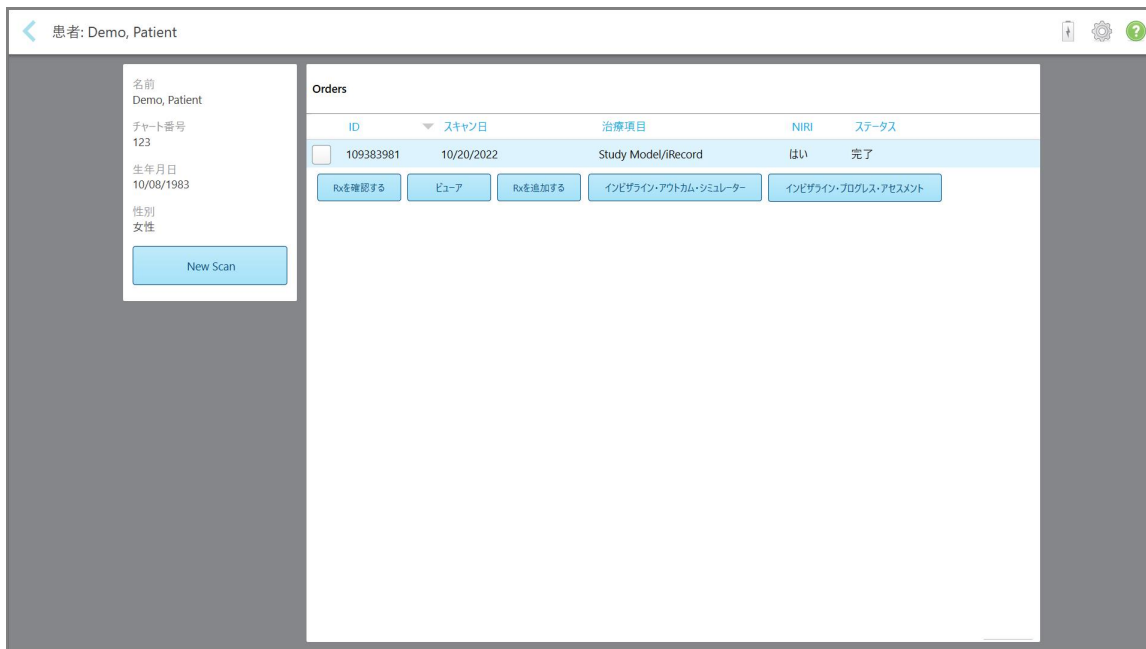 患者: Demo, Patient
?
名前
Demo, Patient
チャート番号
123
生年月日
10/08/1983
性別
女性
New Scan
Orders
ID スキャン日 治療項目 NIRI ステータス
109383981 10/20/2022 Study Model/iRecord はい 完了
Rxを確認する ビューア Rxを追加する インビザライン・アウトカム・シミュレーター インビザライン・プログレス・アセスメント